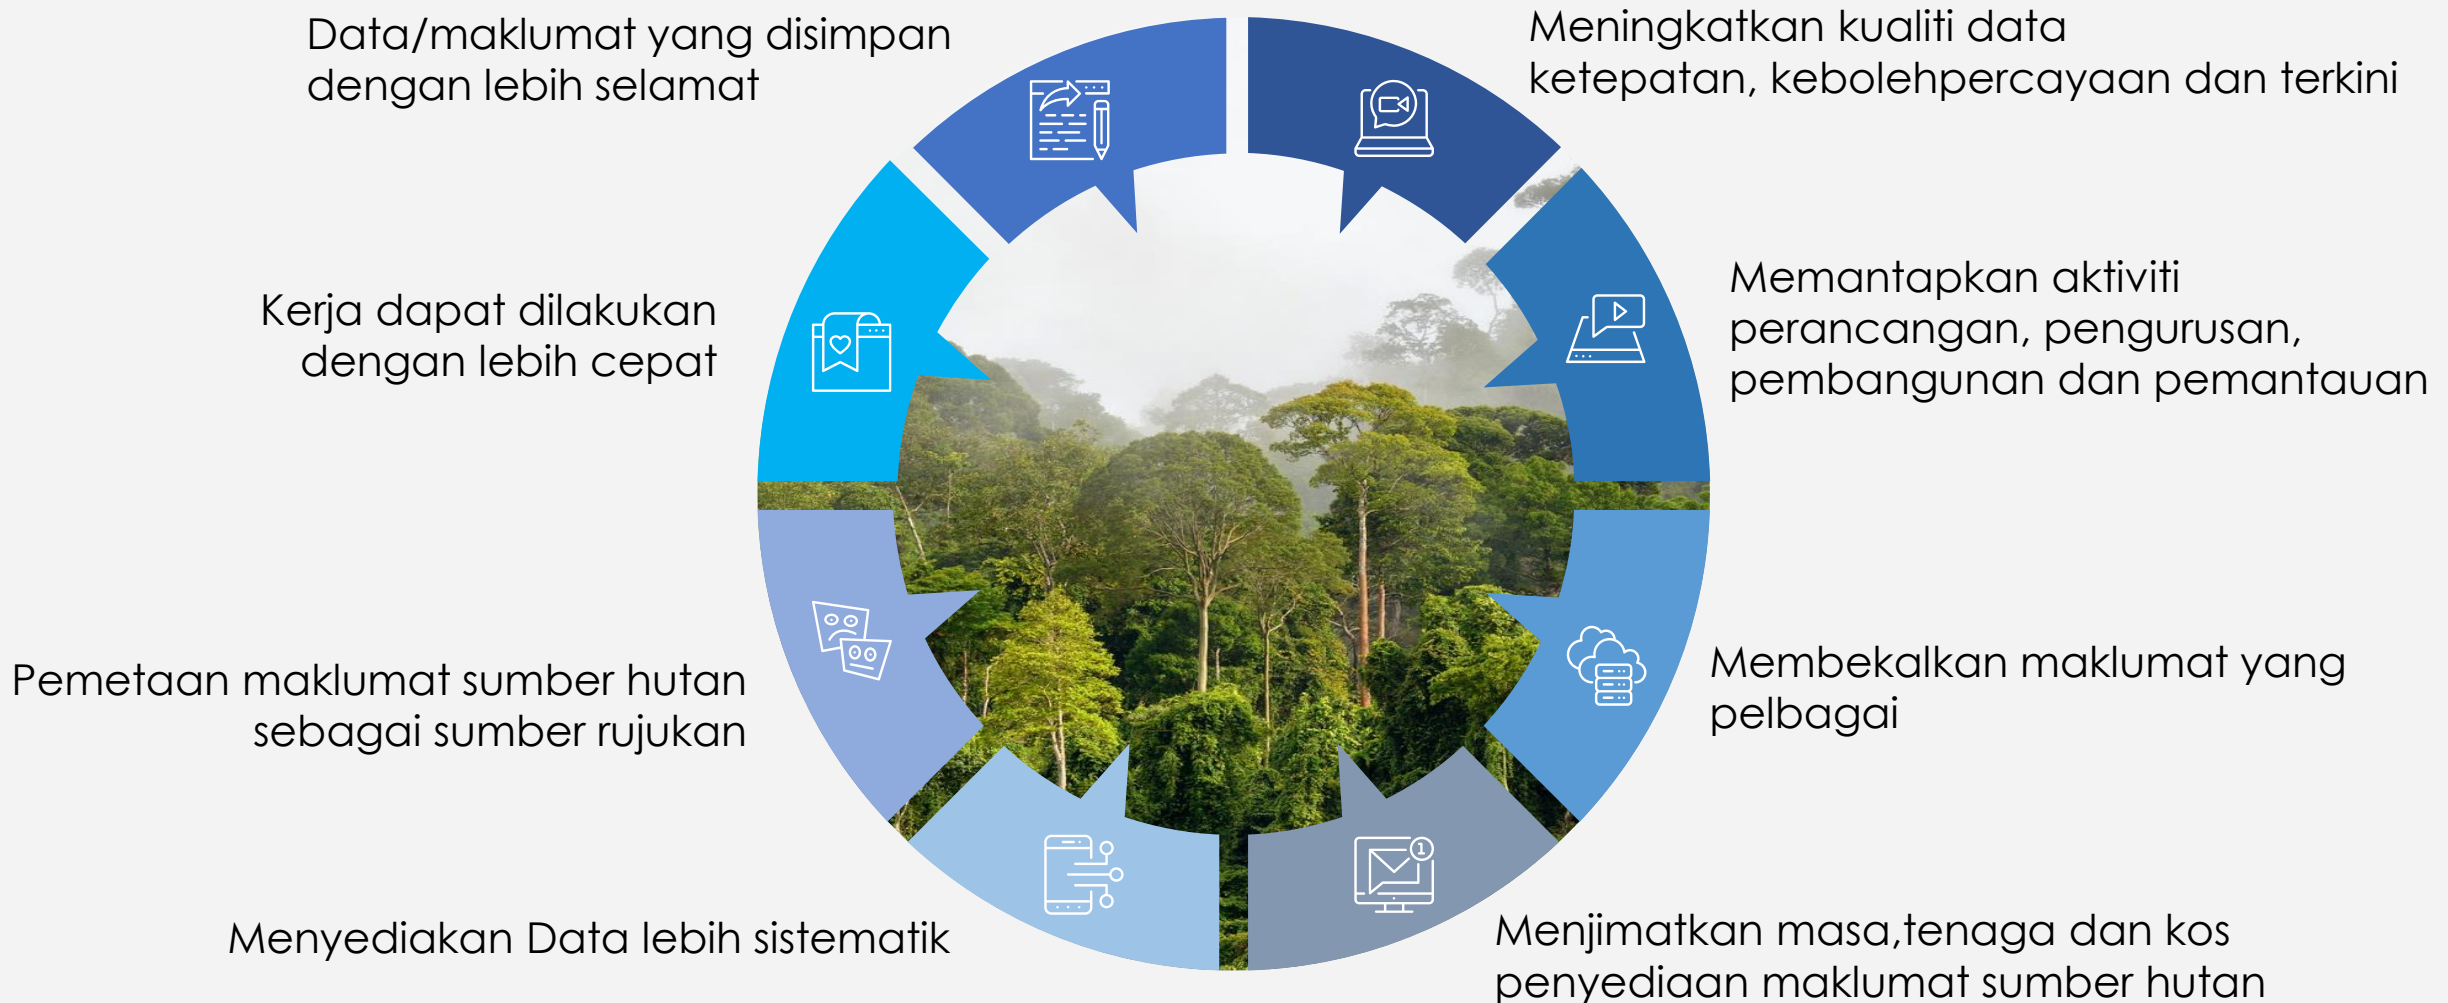 Data/maklumat yang disimpan
dengan lebih selamat
Meningkatkan kualiti data
ketepatan, kebolehpercayaan dan terkini
Kerja dapat dilakukan
dengan lebih cepat
Memantapkan aktiviti
perancangan, pengurusan,
pembangunan dan pemantauan
Pemetaan maklumat sumber hutan
sebagai sumber rujukan
Membekalkan maklumat yang
pelbagai
Menyediakan Data lebih sistematik
1
Menjimatkan masa,tenaga dan kos
penyediaan maklumat sumber hutan